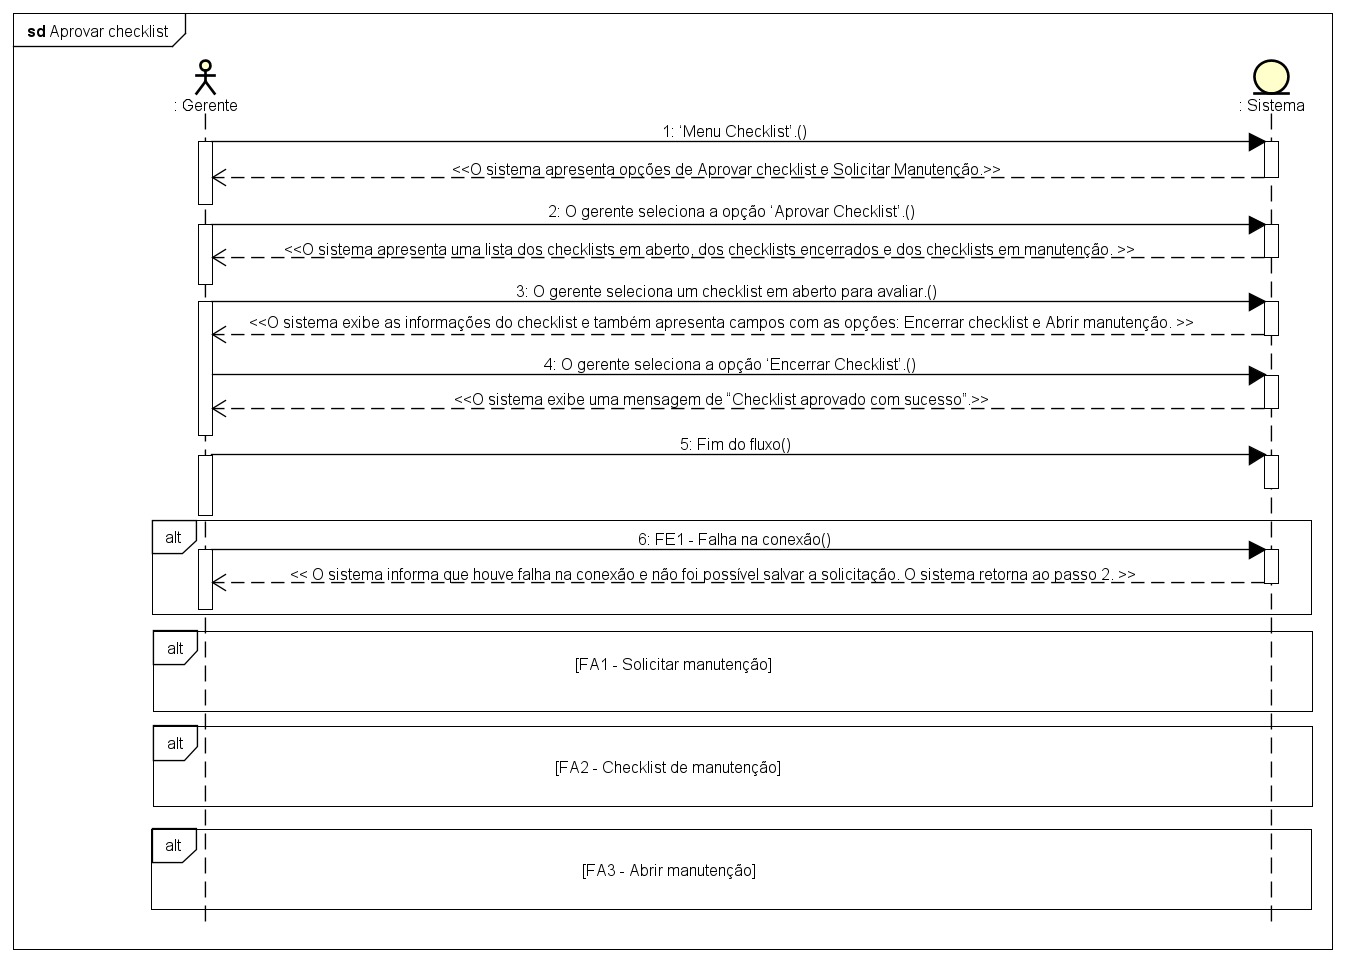 sd Aprovar checklist
: Gerente
: Sistema
1: ‘Menu Checklist’.()
<<O sistema apresenta opções de Aprovar checklist e Solicitar Manutenção.>>
2: O gerente seleciona a opção ‘Aprovar Checklist’.()
<<O sistema apresenta uma lista dos checklists em aberto, dos checklists encerrados e dos checklists em manutenção. >>
3: O gerente seleciona um checklist em aberto para avaliar.()
<<O sistema exibe as informações do checklist e também apresenta campos com as opções: Encerrar checklist e Abrir manutenção. >>
4: O gerente seleciona a opção ‘Encerrar Checklist’.()
<<O sistema exibe uma mensagem de “Checklist aprovado com sucesso”.>>
5: Fim do fluxo()
alt
6: FE1 - Falha na conexão()
<< O sistema informa que houve falha na conexão e não foi possível salvar a solicitação. O sistema retorna ao passo 2. >>
alt
[FA1 - Solicitar manutenção]
alt
[FA2 - Checklist de manutenção]
alt
[FA3 - Abrir manutenção]